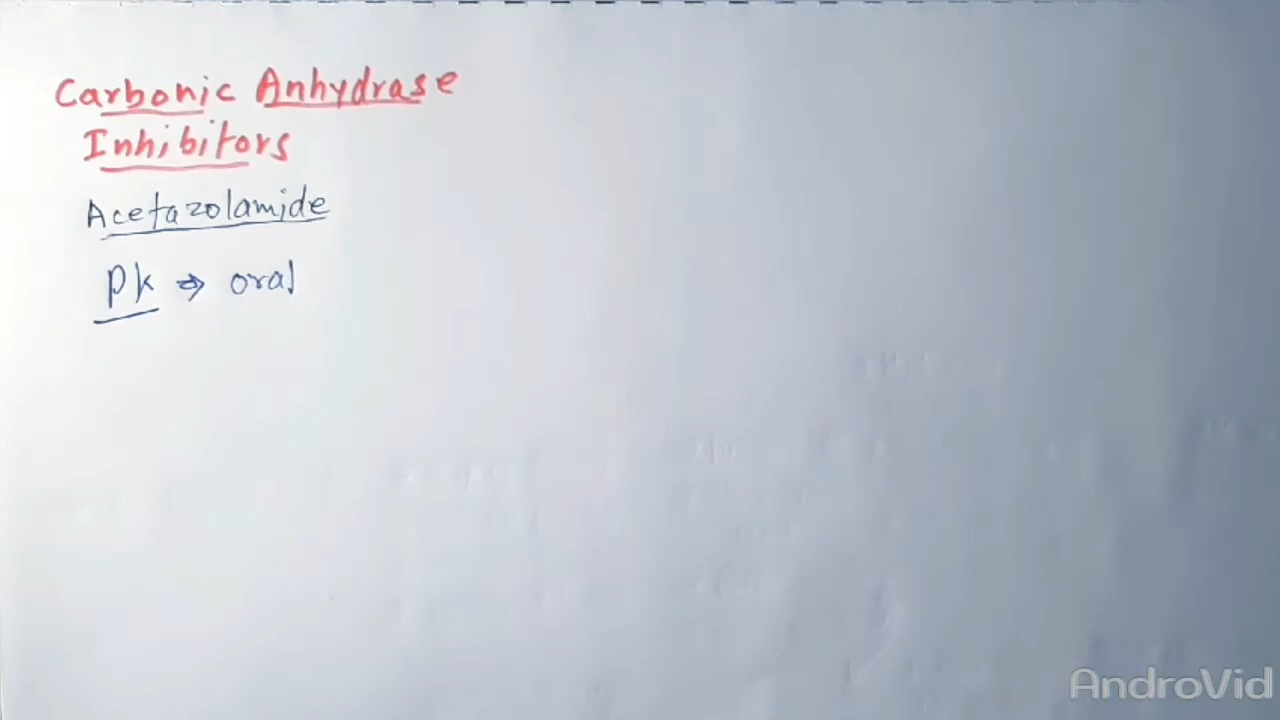 Carbonic Anhydrase
Inhibitors
Acetazolamide
Pk ⇒ oral
AndroVid